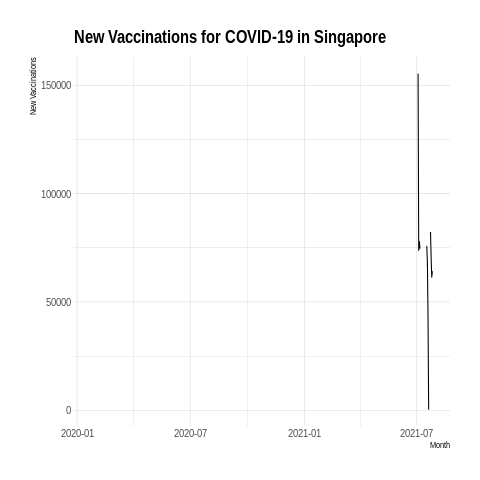 New Vaccinations for COVID-19 in Singapore
New Vaccinations
150000
100000
50000
0
2020-01
2020-07
2021-01
2021-07
Month